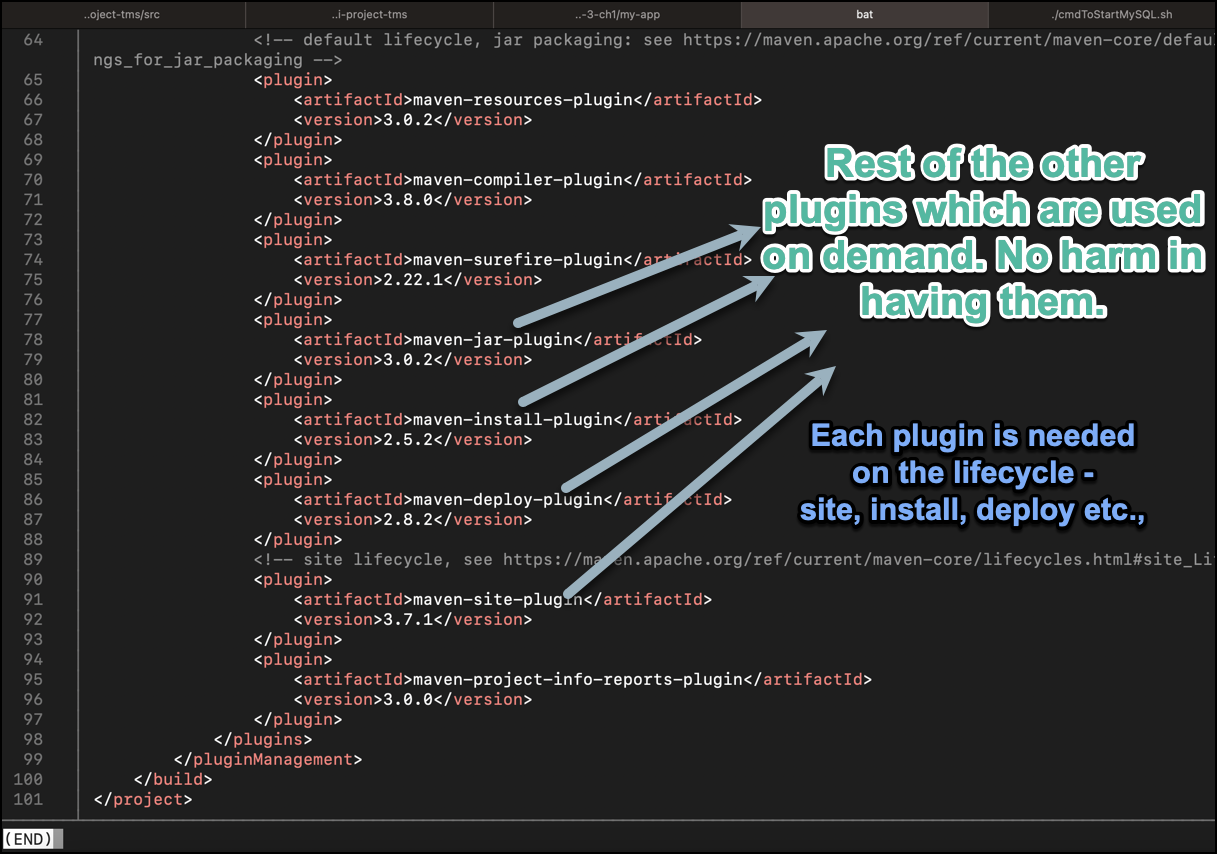 ..oject-tms/src ..i-project-tms ..-3-ch1/my-app bat ./cmdToStartMySQL.sh
64 <!-- default lifecycle, jar packaging: see https://maven.apache.org/ref/current/maven-core/defau
ngs_for_jar_packaging -->
65 <plugin>
66 <artifactId>maven-resources-plugin</artifactId>
67 <version>3.0.2</version>
68 </plugin>
69 <plugin>
70 <artifactId>maven-compiler-plugin</artifactId>
71 <version>3.8.0</version>
72 </plugin>
73 <plugin>
74 <artifactId>maven-surefire-plugin</artifactId>
75 <version>2.22.1</version>
76 </plugin>
77 <plugin>
78 <artifactId>maven-jar-plugin</artifactId>
79 <version>3.0.2</version>
80 </plugin>
81 <plugin>
82 <artifactId>maven-install-plugin</artifactId>
83 <version>2.5.2</version>
84 </plugin>
85 <plugin>
86 <artifactId>maven-deploy-plugin</artifactId>
87 <version>2.8.2</version>
88 </plugin>
89 <!-- site lifecycle, see https://maven.apache.org/ref/current/maven-core/lifecycles.html#site_Li
90 <plugin>
91 <artifactId>maven-site-plugin</artifactId>
92 <version>3.7.1</version>
93 </plugin>
94 <plugin>
95 <artifactId>maven-project-info-reports-plugin</artifactId>
96 <version>3.0.0</version>
97 </plugin>
98 </plugins>
99 </pluginManagement>
100 </build>
101 </project>
(END)
Rest of the other
plugins which are used
on demand. No harm in
having them.
Each plugin is needed
on the lifecycle -
site, install, deploy etc.,